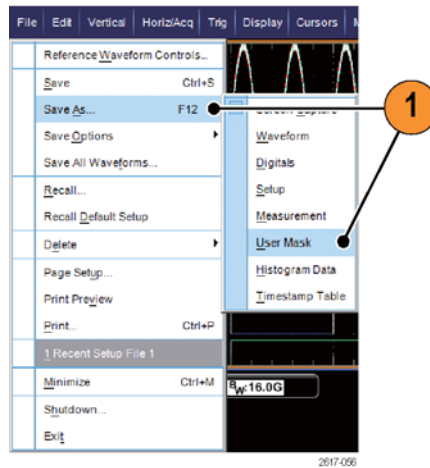 File Edit Vertical Horiz/Acq Trig Display Cursors
Reference Waveform Controls...
Save Ctrl+S
Save As... F12
Save Options
Save All Waveforms...
Recall...
Recall Default Setup
Delete
Page Setup...
Print Preview
Print... Ctrl+P
1 Recent Setup File 1
Minimize Ctrl+M
Shutdown...
Exit
Screen Capture
Waveform
Digitals
Setup
Measurement
User Mask
Histogram Data
Timestamp Table
1
BW:16.0G
2617-056